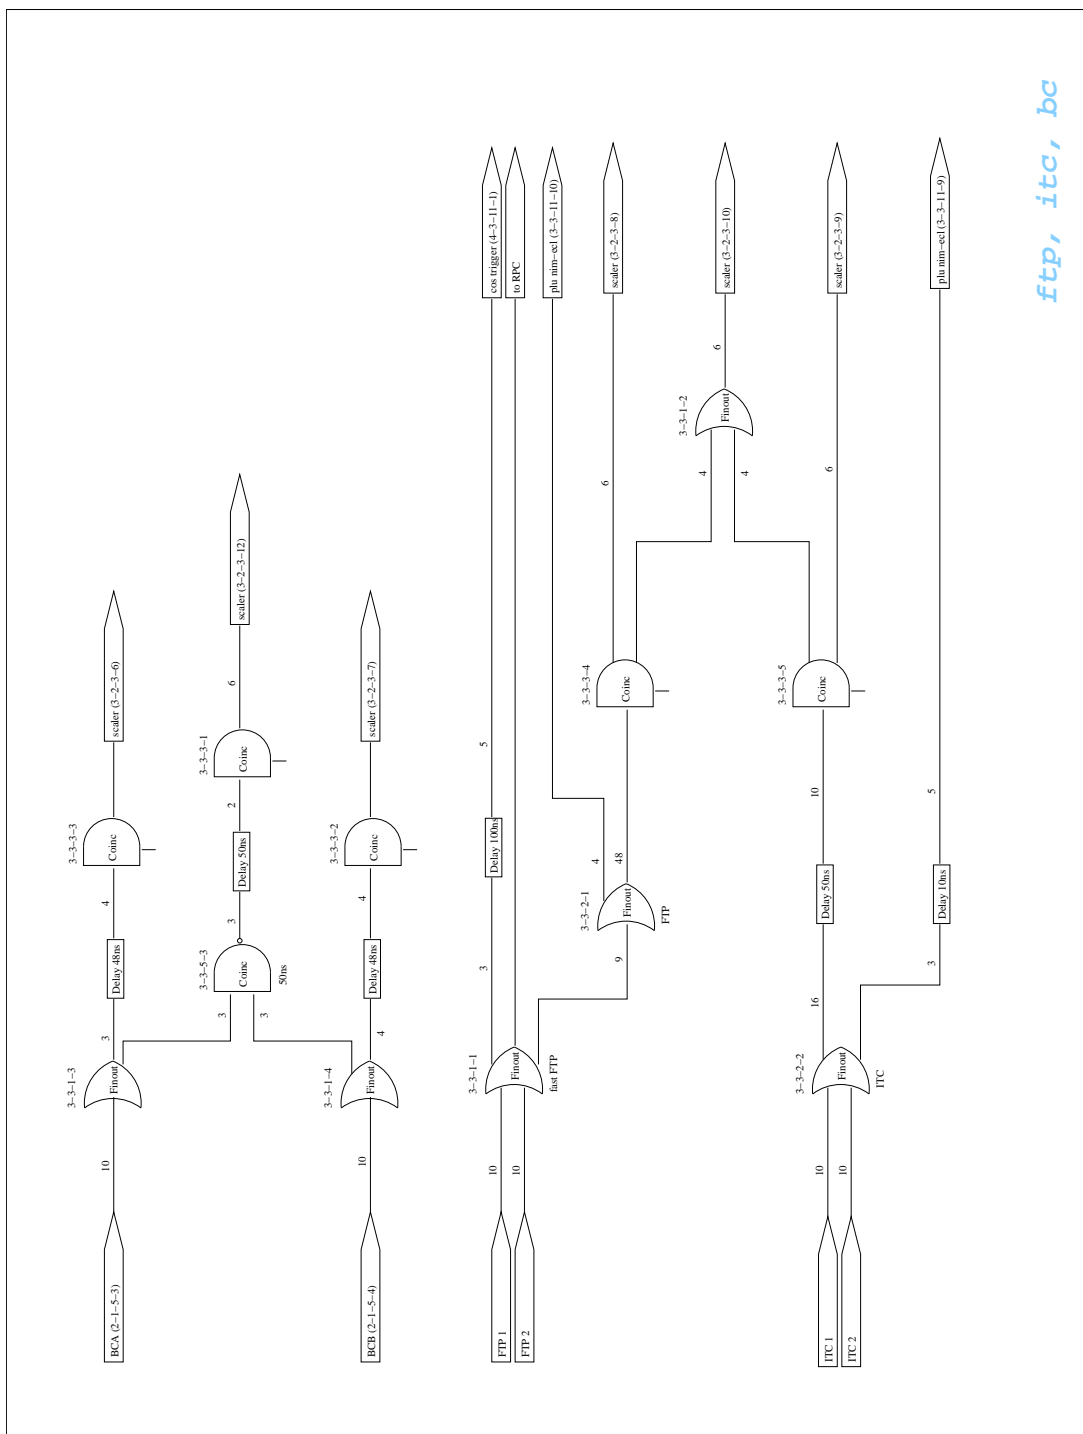 ftp, itc, bc
BCA (2-1-5-3)
10
3-3-1-3
Finout
3
Delay 48ns
4
3-3-3-3
Coinc
scaler (3-2-3-6)
3
3
3-3-5-3
Coinc
50ns
3
Delay 50ns
2
3-3-3-1
Coinc
6
scaler (3-2-3-12)
BCB (2-1-5-4)
10
3-3-1-4
Finout
4
Delay 48ns
4
3-3-3-2
Coinc
scaler (3-2-3-7)
FTP 1
FTP 2
10
10
3-3-1-1
Finout
fast FTP
3
Delay 100ns
5
cos trigger (4-3-11-1)
to RPC
9
3-3-2-1
Finout
FTP
4
48
plu nim-ecl (3-3-11-10)
3-3-3-4
Coinc
6
scaler (3-2-3-8)
4
4
3-3-1-2
Finout
6
scaler (3-2-3-10)
ITC 1
ITC 2
10
10
3-3-2-2
Finout
ITC
16
Delay 50ns
10
3-3-3-5
Coinc
6
scaler (3-2-3-9)
3
Delay 10ns
5
plu nim-ecl (3-3-11-9)